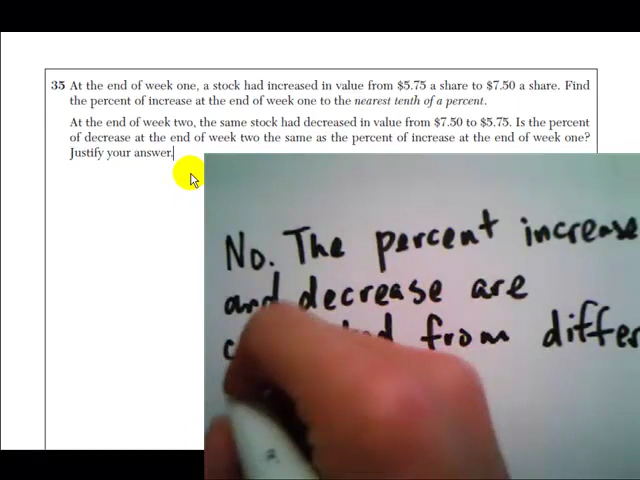 35 At the end of week one, a stock had increased in value from $5.75 a share to $7.50 a share. Find
the percent of increase at the end of week one to the nearest tenth of a percent.
At the end of week two, the same stock had decreased in value from $7.50 to $5.75. Is the percent
of decrease at the end of week two the same as the percent of increase at the end of week one?
Justify your answer.
No. The percent increase
and decrease are
from differ